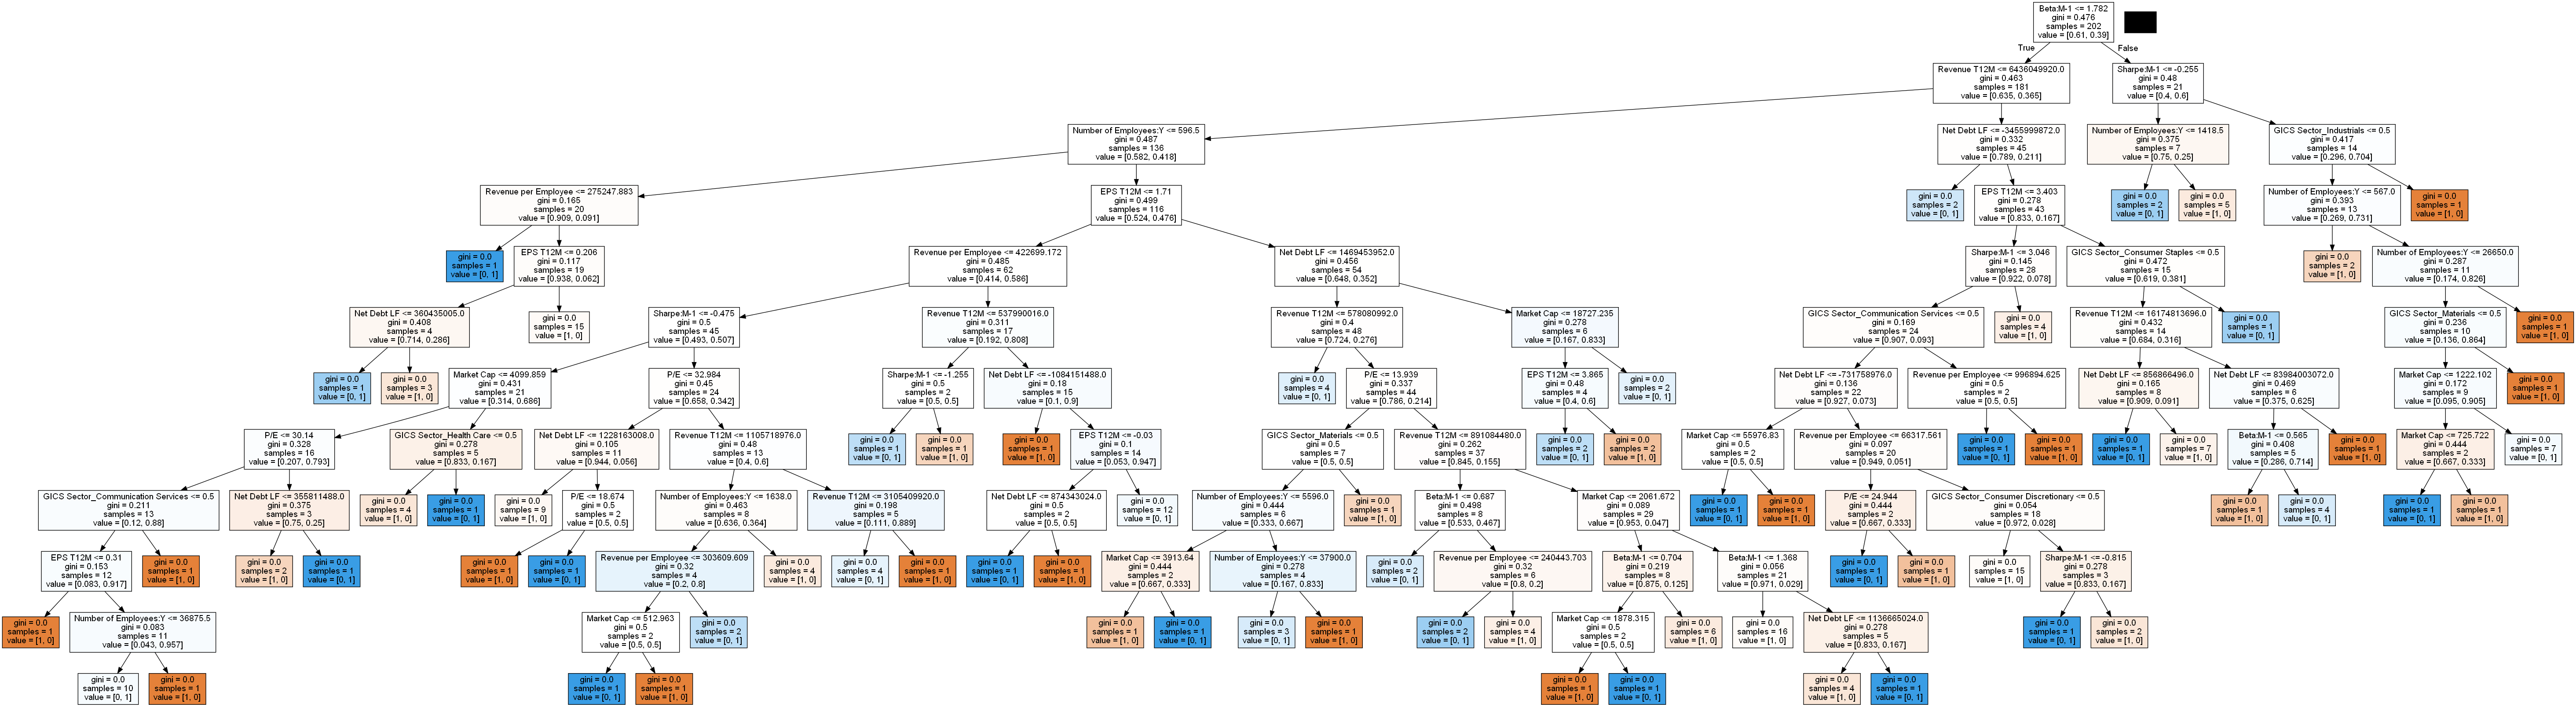 Beta:M-1 <= 1.782
gini = 0.476
samples = 202
value = [0.61, 0.39]
True
False
Revenue T12M <= 6436049920.0
gini = 0.463
samples = 181
value = [0.635, 0.365]
Sharpe:M-1 <= -0.255
gini = 0.48
samples = 21
value = [0.4, 0.6]
Number of Employees:Y <= 596.5
gini = 0.487
samples = 136
value = [0.582, 0.418]
Net Debt LF <= -3455999872.0
gini = 0.332
samples = 45
value = [0.789, 0.211]
Number of Employees:Y <= 1418.5
gini = 0.375
samples = 7
value = [0.75, 0.25]
GICS Sector_Industrials <= 0.5
gini = 0.417
samples = 14
value = [0.296, 0.704]
Revenue per Employee <= 275247.883
gini = 0.165
samples = 20
value = [0.909, 0.091]
EPS T12M <= 1.71
gini = 0.499
samples = 116
value = [0.524, 0.476]
gini = 0.0
samples = 2
value = [0, 1]
EPS T12M <= 3.403
gini = 0.278
samples = 43
value = [0.833, 0.167]
gini = 0.0
samples = 2
value = [0, 1]
gini = 0.0
samples = 5
value = [1, 0]
Number of Employees:Y <= 567.0
gini = 0.393
samples = 13
value = [0.269, 0.731]
gini = 0.0
samples = 1
value = [1, 0]
gini = 0.0
samples = 1
value = [0, 1]
EPS T12M <= 0.206
gini = 0.117
samples = 19
value = [0.938, 0.062]
Revenue per Employee <= 422699.172
gini = 0.485
samples = 62
value = [0.414, 0.586]
Net Debt LF <= 1469453952.0
gini = 0.456
samples = 54
value = [0.648, 0.352]
Sharpe:M-1 <= 3.046
gini = 0.145
samples = 28
value = [0.922, 0.078]
GICS Sector_Consumer Staples <= 0.5
gini = 0.472
samples = 15
value = [0.619, 0.381]
gini = 0.0
samples = 2
value = [1, 0]
Number of Employees:Y <= 26650.0
gini = 0.287
samples = 11
value = [0.174, 0.826]
Net Debt LF <= 360435005.0
gini = 0.408
samples = 4
value = [0.714, 0.286]
gini = 0.0
samples = 15
value = [1, 0]
Sharpe:M-1 <= -0.475
gini = 0.5
samples = 45
value = [0.493, 0.507]
Revenue T12M <= 537990016.0
gini = 0.311
samples = 17
value = [0.192, 0.808]
Revenue T12M <= 578080992.0
gini = 0.4
samples = 48
value = [0.724, 0.276]
Market Cap <= 18727.235
gini = 0.278
samples = 6
value = [0.167, 0.833]
GICS Sector_Communication Services <= 0.5
gini = 0.169
samples = 24
value = [0.907, 0.093]
gini = 0.0
samples = 4
value = [1, 0]
Revenue T12M <= 16174813696.0
gini = 0.432
samples = 14
value = [0.684, 0.316]
gini = 0.0
samples = 1
value = [0, 1]
GICS Sector_Materials <= 0.5
gini = 0.236
samples = 10
value = [0.136, 0.864]
gini = 0.0
samples = 1
value = [1, 0]
gini = 0.0
samples = 1
value = [0, 1]
gini = 0.0
samples = 3
value = [1, 0]
Market Cap <= 4099.859
gini = 0.431
samples = 21
value = [0.314, 0.686]
P/E <= 32.984
gini = 0.45
samples = 24
value = [0.658, 0.342]
Sharpe:M-1 <= -1.255
gini = 0.5
samples = 2
value = [0.5, 0.5]
Net Debt LF <= -1084151488.0
gini = 0.18
samples = 15
value = [0.1, 0.9]
gini = 0.0
samples = 4
value = [0, 1]
P/E <= 13.939
gini = 0.337
samples = 44
value = [0.786, 0.214]
EPS T12M <= 3.865
gini = 0.48
samples = 4
value = [0.4, 0.6]
gini = 0.0
samples = 2
value = [0, 1]
Net Debt LF <= -731758976.0
gini = 0.136
samples = 22
value = [0.927, 0.073]
Revenue per Employee <= 996894.625
gini = 0.5
samples = 2
value = [0.5, 0.5]
Net Debt LF <= 856866496.0
gini = 0.165
samples = 8
value = [0.909, 0.091]
Net Debt LF <= 83984003072.0
gini = 0.469
samples = 6
value = [0.375, 0.625]
Market Cap <= 1222.102
gini = 0.172
samples = 9
value = [0.095, 0.905]
gini = 0.0
samples = 1
value = [1, 0]
P/E <= 30.14
gini = 0.328
samples = 16
value = [0.207, 0.793]
GICS Sector_Health Care <= 0.5
gini = 0.278
samples = 5
value = [0.833, 0.167]
Net Debt LF <= 1228163008.0
gini = 0.105
samples = 11
value = [0.944, 0.056]
Revenue T12M <= 1105718976.0
gini = 0.48
samples = 13
value = [0.4, 0.6]
gini = 0.0
samples = 1
value = [0, 1]
gini = 0.0
samples = 1
value = [1, 0]
gini = 0.0
samples = 1
value = [1, 0]
EPS T12M <= -0.03
gini = 0.1
samples = 14
value = [0.053, 0.947]
GICS Sector_Materials <= 0.5
gini = 0.5
samples = 7
value = [0.5, 0.5]
Revenue T12M <= 891084480.0
gini = 0.262
samples = 37
value = [0.845, 0.155]
gini = 0.0
samples = 2
value = [0, 1]
gini = 0.0
samples = 2
value = [1, 0]
Market Cap <= 55976.83
gini = 0.5
samples = 2
value = [0.5, 0.5]
Revenue per Employee <= 66317.561
gini = 0.097
samples = 20
value = [0.949, 0.051]
gini = 0.0
samples = 1
value = [0, 1]
gini = 0.0
samples = 1
value = [1, 0]
gini = 0.0
samples = 1
value = [0, 1]
gini = 0.0
samples = 7
value = [1, 0]
Beta:M-1 <= 0.565
gini = 0.408
samples = 5
value = [0.286, 0.714]
gini = 0.0
samples = 1
value = [1, 0]
Market Cap <= 725.722
gini = 0.444
samples = 2
value = [0.667, 0.333]
gini = 0.0
samples = 7
value = [0, 1]
GICS Sector_Communication Services <= 0.5
gini = 0.211
samples = 13
value = [0.12, 0.88]
Net Debt LF <= 355811488.0
gini = 0.375
samples = 3
value = [0.75, 0.25]
gini = 0.0
samples = 4
value = [1, 0]
gini = 0.0
samples = 1
value = [0, 1]
gini = 0.0
samples = 9
value = [1, 0]
P/E <= 18.674
gini = 0.5
samples = 2
value = [0.5, 0.5]
Number of Employees:Y <= 1638.0
gini = 0.463
samples = 8
value = [0.636, 0.364]
Revenue T12M <= 3105409920.0
gini = 0.198
samples = 5
value = [0.111, 0.889]
Net Debt LF <= 874343024.0
gini = 0.5
samples = 2
value = [0.5, 0.5]
gini = 0.0
samples = 12
value = [0, 1]
Number of Employees:Y <= 5596.0
gini = 0.444
samples = 6
value = [0.333, 0.667]
gini = 0.0
samples = 1
value = [1, 0]
Beta:M-1 <= 0.687
gini = 0.498
samples = 8
value = [0.533, 0.467]
Market Cap <= 2061.672
gini = 0.089
samples = 29
value = [0.953, 0.047]
gini = 0.0
samples = 1
value = [0, 1]
gini = 0.0
samples = 1
value = [1, 0]
P/E <= 24.944
gini = 0.444
samples = 2
value = [0.667, 0.333]
GICS Sector_Consumer Discretionary <= 0.5
gini = 0.054
samples = 18
value = [0.972, 0.028]
gini = 0.0
samples = 1
value = [1, 0]
gini = 0.0
samples = 4
value = [0, 1]
gini = 0.0
samples = 1
value = [0, 1]
gini = 0.0
samples = 1
value = [1, 0]
EPS T12M <= 0.31
gini = 0.153
samples = 12
value = [0.083, 0.917]
gini = 0.0
samples = 1
value = [1, 0]
gini = 0.0
samples = 2
value = [1, 0]
gini = 0.0
samples = 1
value = [0, 1]
gini = 0.0
samples = 1
value = [1, 0]
gini = 0.0
samples = 1
value = [0, 1]
Revenue per Employee <= 303609.609
gini = 0.32
samples = 4
value = [0.2, 0.8]
gini = 0.0
samples = 4
value = [1, 0]
gini = 0.0
samples = 4
value = [0, 1]
gini = 0.0
samples = 1
value = [1, 0]
gini = 0.0
samples = 1
value = [0, 1]
gini = 0.0
samples = 1
value = [1, 0]
Market Cap <= 3913.64
gini = 0.444
samples = 2
value = [0.667, 0.333]
Number of Employees:Y <= 37900.0
gini = 0.278
samples = 4
value = [0.167, 0.833]
gini = 0.0
samples = 2
value = [0, 1]
Revenue per Employee <= 240443.703
gini = 0.32
samples = 6
value = [0.8, 0.2]
Beta:M-1 <= 0.704
gini = 0.219
samples = 8
value = [0.875, 0.125]
Beta:M-1 <= 1.368
gini = 0.056
samples = 21
value = [0.971, 0.029]
gini = 0.0
samples = 1
value = [0, 1]
gini = 0.0
samples = 1
value = [1, 0]
gini = 0.0
samples = 15
value = [1, 0]
Sharpe:M-1 <= -0.815
gini = 0.278
samples = 3
value = [0.833, 0.167]
gini = 0.0
samples = 1
value = [1, 0]
Number of Employees:Y <= 36875.5
gini = 0.083
samples = 11
value = [0.043, 0.957]
Market Cap <= 512.963
gini = 0.5
samples = 2
value = [0.5, 0.5]
gini = 0.0
samples = 2
value = [0, 1]
gini = 0.0
samples = 1
value = [1, 0]
gini = 0.0
samples = 1
value = [0, 1]
gini = 0.0
samples = 3
value = [0, 1]
gini = 0.0
samples = 1
value = [1, 0]
gini = 0.0
samples = 2
value = [0, 1]
gini = 0.0
samples = 4
value = [1, 0]
Market Cap <= 1878.315
gini = 0.5
samples = 2
value = [0.5, 0.5]
gini = 0.0
samples = 6
value = [1, 0]
gini = 0.0
samples = 16
value = [1, 0]
Net Debt LF <= 1136665024.0
gini = 0.278
samples = 5
value = [0.833, 0.167]
gini = 0.0
samples = 1
value = [0, 1]
gini = 0.0
samples = 2
value = [1, 0]
gini = 0.0
samples = 10
value = [0, 1]
gini = 0.0
samples = 1
value = [1, 0]
gini = 0.0
samples = 1
value = [0, 1]
gini = 0.0
samples = 1
value = [1, 0]
gini = 0.0
samples = 1
value = [1, 0]
gini = 0.0
samples = 1
value = [0, 1]
gini = 0.0
samples = 4
value = [1, 0]
gini = 0.0
samples = 1
value = [0, 1]